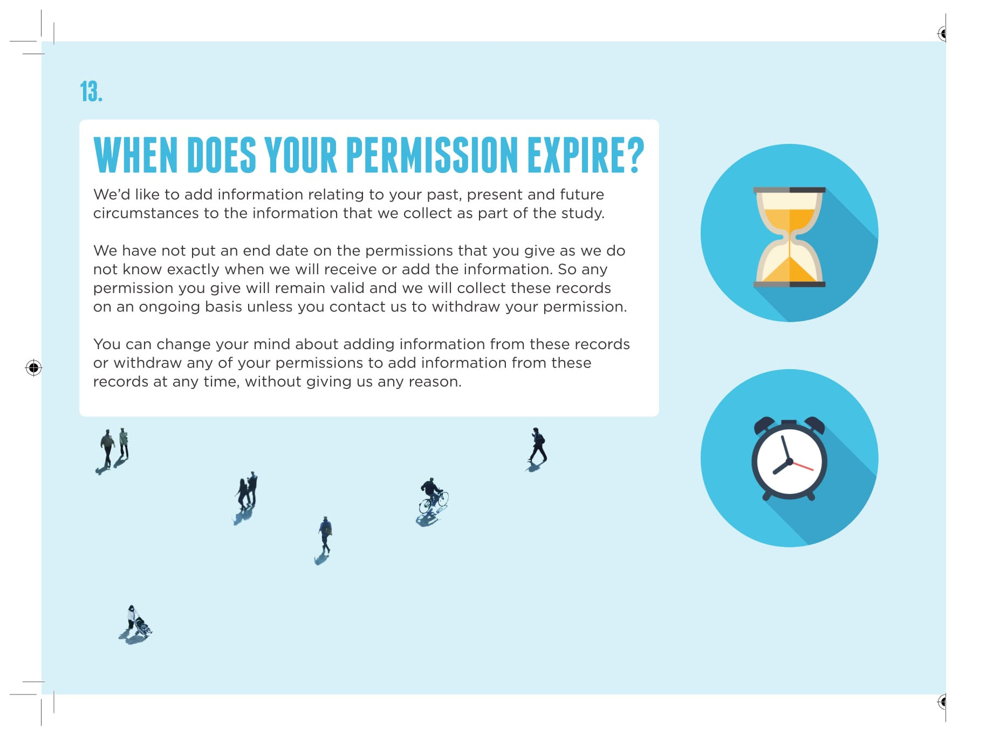 13.
WHEN DOES YOUR PERMISSION EXPIRE?
We’d like to add information relating to your past, present and future
circumstances to the information that we collect as part of the study.
We have not put an end date on the permissions that you give as we do
not know exactly when we will receive or add the information. So any
permission you give will remain valid and we will collect these records
on an ongoing basis unless you contact us to withdraw your permission.
You can change your mind about adding information from these records
or withdraw any of your permissions to add information from these
records at any time, without giving us any reason.